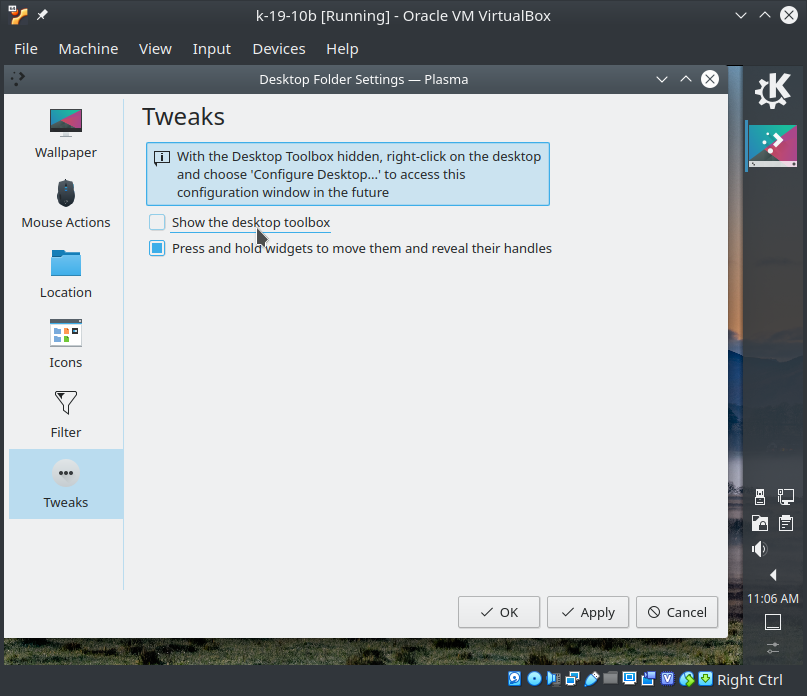 k-19-10b [Running] - Oracle VM VirtualBox
File Machine View Input Devices Help
Desktop Folder Settings — Plasma
Wallpaper
Mouse Actions
Location
Icons
Filter
Tweaks
Tweaks
With the Desktop Toolbox hidden, right-click on the desktop
and choose 'Configure Desktop...' to access this
configuration window in the future
Show the desktop toolbox
Press and hold widgets to move them and reveal their handles
OK Apply Cancel
11:06 AM
Right Ctrl